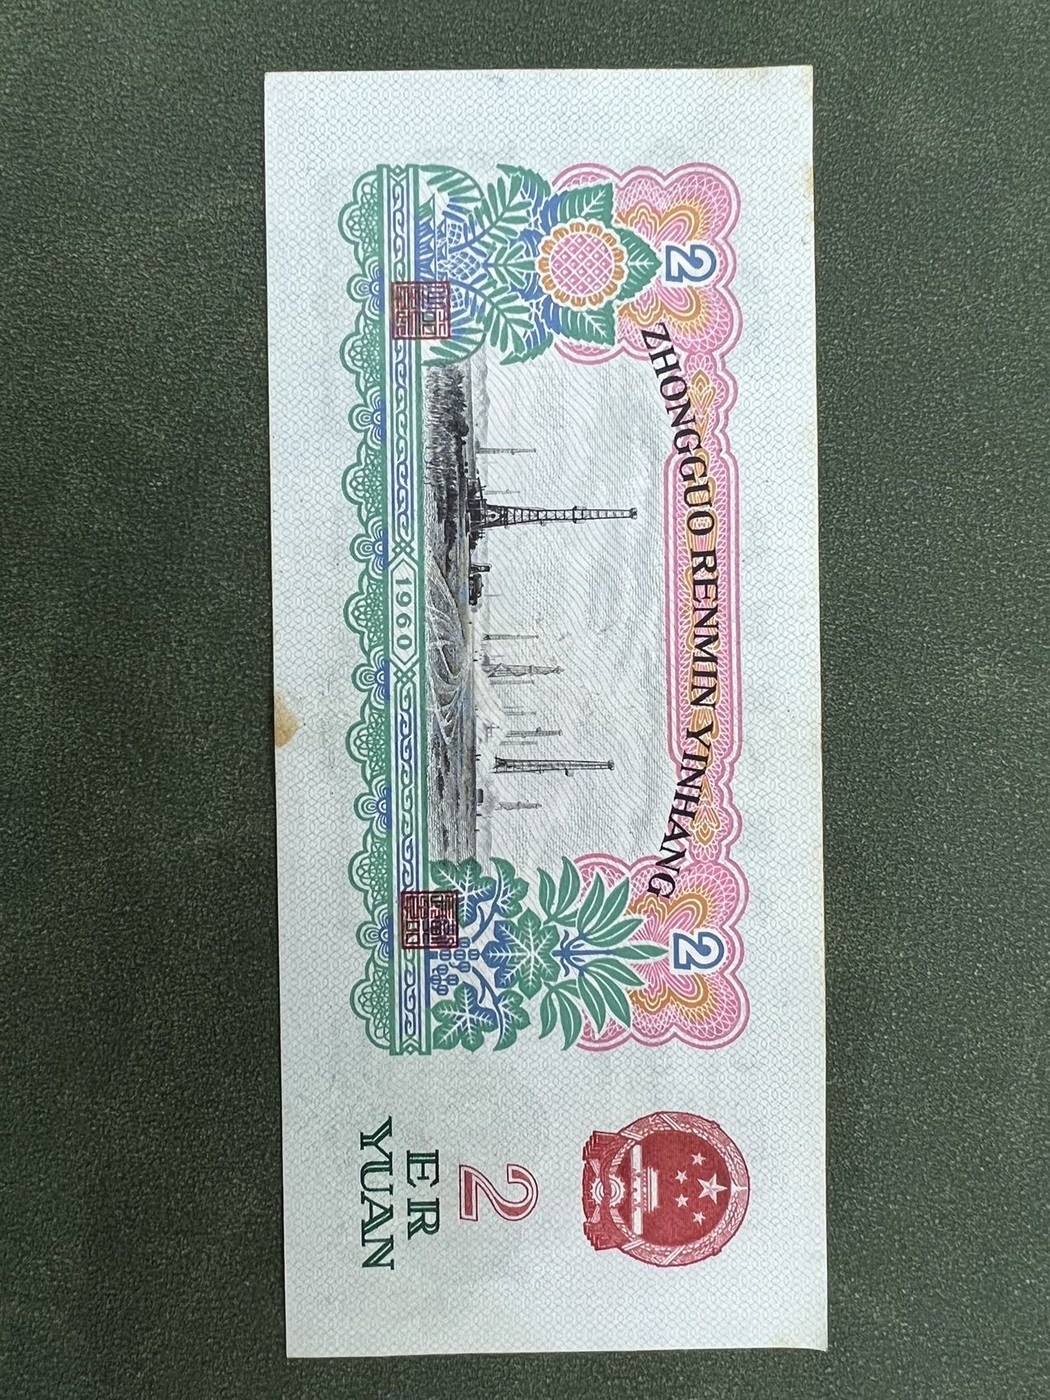 2
2
ZHONGGUO RENMIN YINHANG
1960
2
ER
YUAN